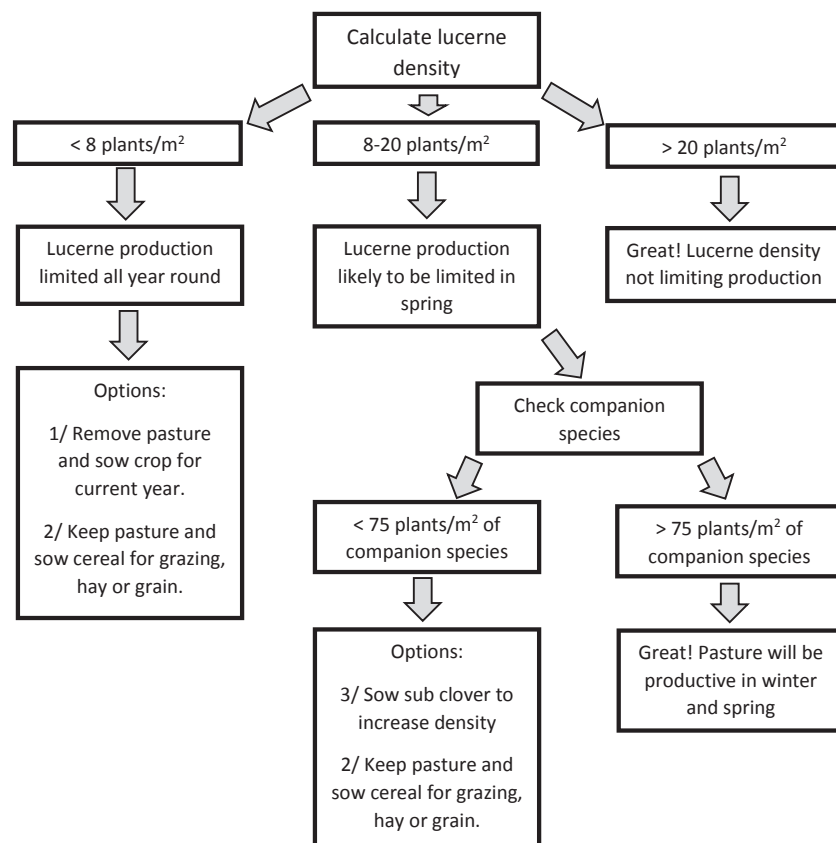 Calculate lucerne
density
< 8 plants/m²
8-20 plants/m²
> 20 plants/m²
Lucerne production
limited all year round
Lucerne production
likely to be limited in
spring
Great! Lucerne density
not limiting production
Options:
1/ Remove pasture
and sow crop for
current year.
2/ Keep pasture and
sow cereal for grazing,
hay or grain.
Check companion
species
< 75 plants/m² of
companion species
> 75 plants/m² of
companion species
Options:
3/ Sow sub clover to
increase density
2/ Keep pasture and
sow cereal for grazing,
hay or grain.
Great! Pasture will be
productive in winter
and spring